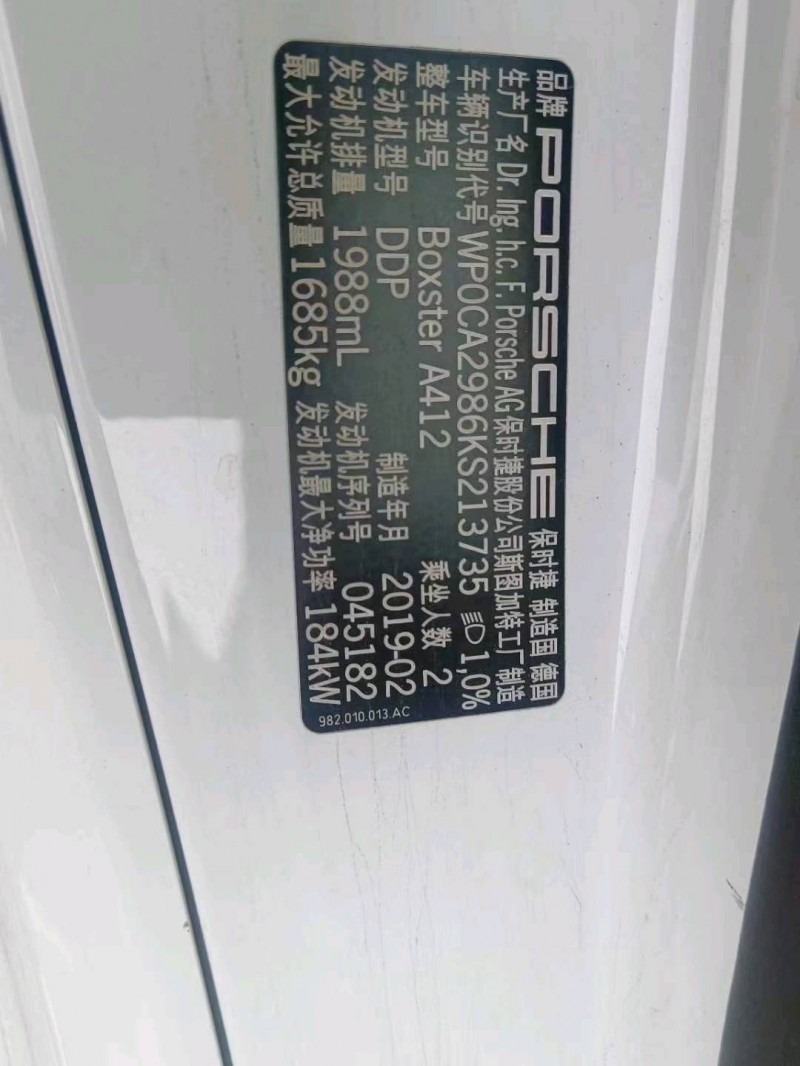 品牌 PORSCHE 保时捷 制造国 德国
生产厂名 Dr. Ing. h.c. F. Porsche AG 保时捷股份公司斯图加特工厂 制造
车辆识别代号 WP0CA2986KS213735 1,0%
整车型号 Boxster A412 乘坐人数 2
发动机型号 DDP 制造年月 2019-02
发动机排量 1988mL 发动机序列号 045182
最大允许总质量 1685kg 发动机最大净功率 184kW
982.010.013.AC